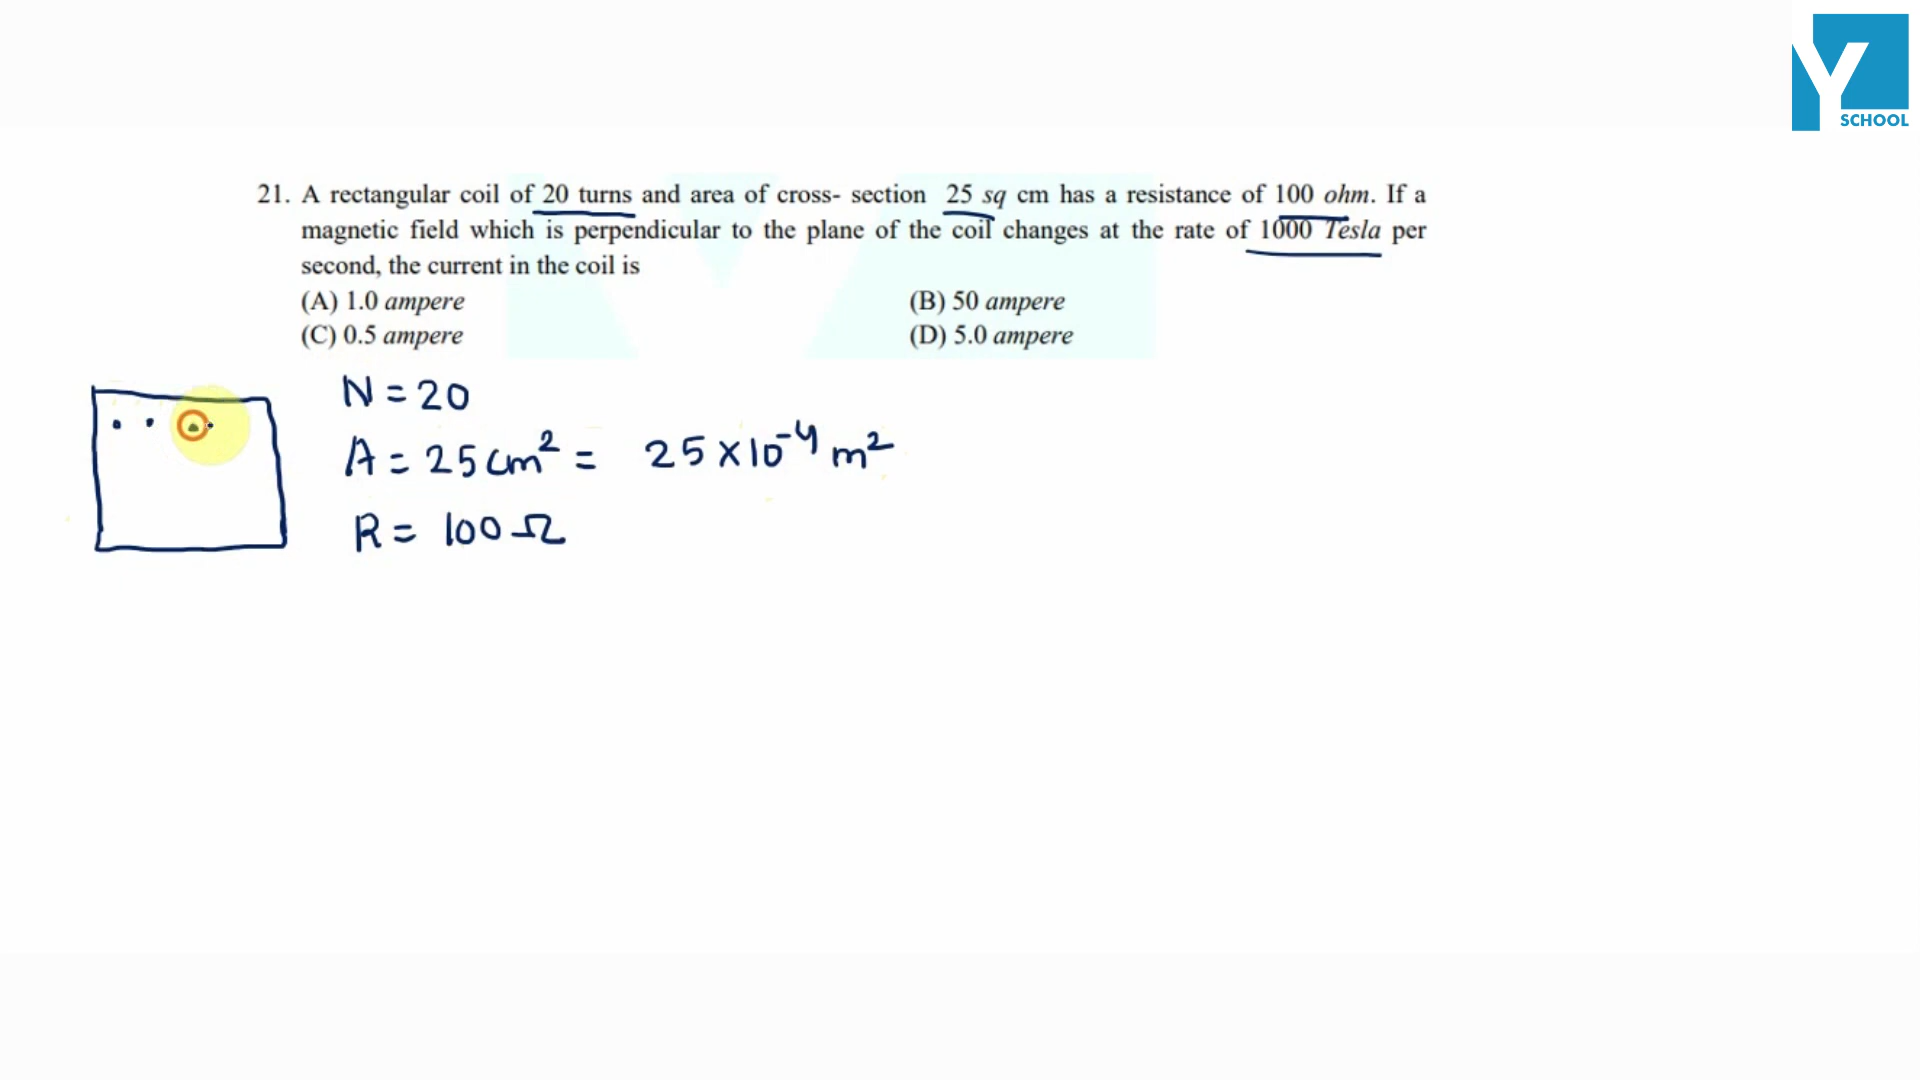 Y
SCHOOL
21. A rectangular coil of 20 turns and area of cross- section 25 sq cm has a resistance of 100 ohm. If a
magnetic field which is perpendicular to the plane of the coil changes at the rate of 1000 Tesla per
second, the current in the coil is
(A) 1.0 ampere (B) 50 ampere
(C) 0.5 ampere (D) 5.0 ampere
N = 20
A = 25 cm² = 25 × 10⁻⁴ m²
R = 100 Ω